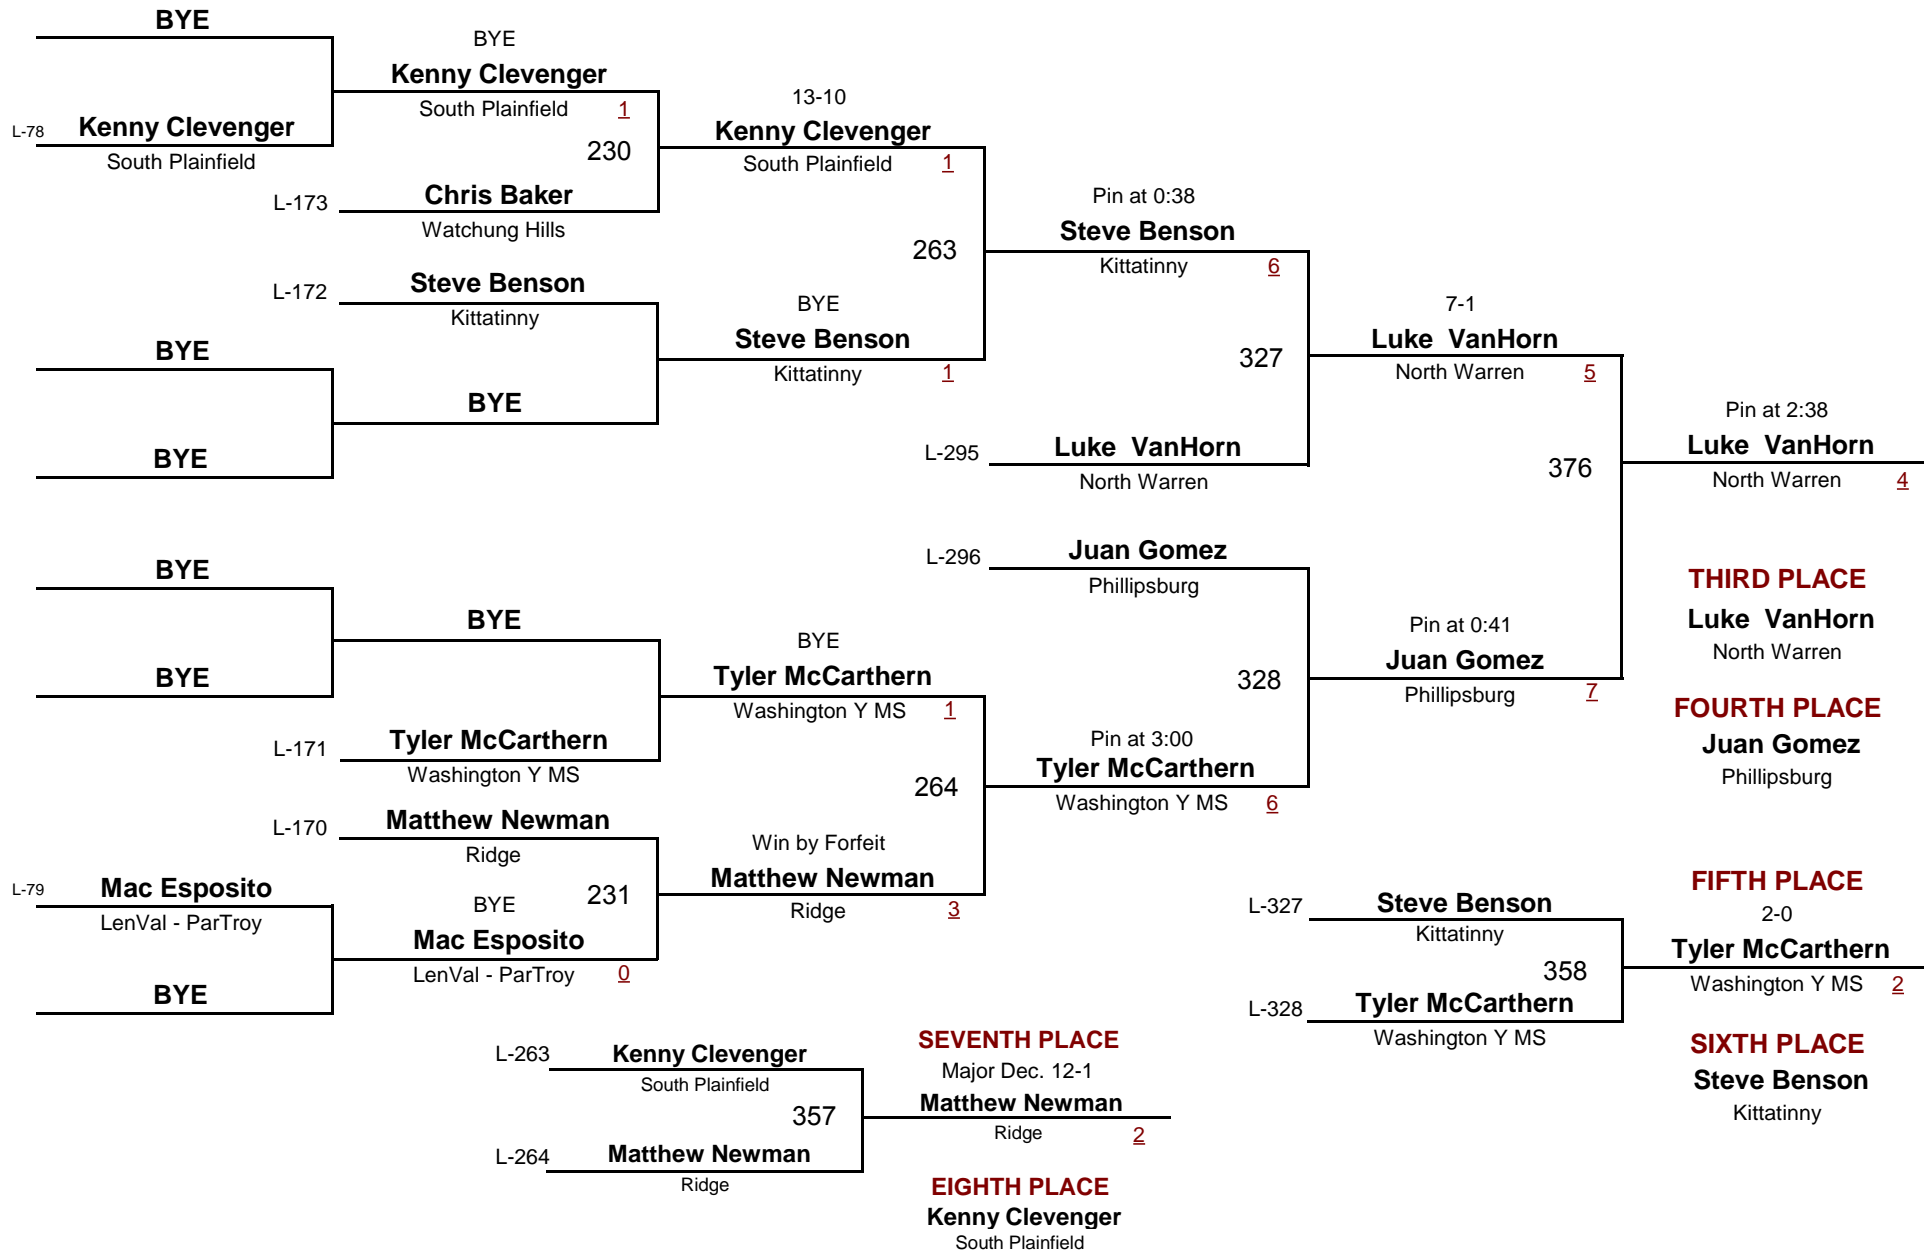 BYE
BYE
Kenny Clevenger
South Plainfield 1
L-78 Kenny Clevenger
South Plainfield
230
L-173 Chris Baker
Watchung Hills
13-10
Kenny Clevenger
South Plainfield 1
L-172 Steve Benson
Kittatinny
263
BYE
Steve Benson
Kittatinny 1
BYE
BYE
BYE
Pin at 0:38
Steve Benson
Kittatinny 6
327
L-295 Luke VanHorn
North Warren
7-1
Luke VanHorn
North Warren 5
376
Pin at 2:38
Luke VanHorn
North Warren 4
L-296 Juan Gomez
Phillipsburg
BYE
BYE
BYE
BYE
Tyler McCarthern
Washington Y MS 1
L-171 Tyler McCarthern
Washington Y MS
328
Pin at 0:41
Juan Gomez
Phillipsburg 7
THIRD PLACE
Luke VanHorn
North Warren
FOURTH PLACE
Juan Gomez
Phillipsburg
264
Pin at 3:00
Tyler McCarthern
Washington Y MS 6
L-170 Matthew Newman
Ridge
Win by Forfeit
Matthew Newman
Ridge 3
L-79 Mac Esposito
LenVal - ParTroy
231
BYE
Mac Esposito
LenVal - ParTroy 0
BYE
L-327 Steve Benson
Kittatinny
358
L-328 Tyler McCarthern
Washington Y MS
FIFTH PLACE
2-0
Tyler McCarthern
Washington Y MS 2
SIXTH PLACE
Steve Benson
Kittatinny
L-263 Kenny Clevenger
South Plainfield
357
L-264 Matthew Newman
Ridge
SEVENTH PLACE
Major Dec. 12-1
Matthew Newman
Ridge 2
EIGHTH PLACE
Kenny Clevenger
South Plainfield